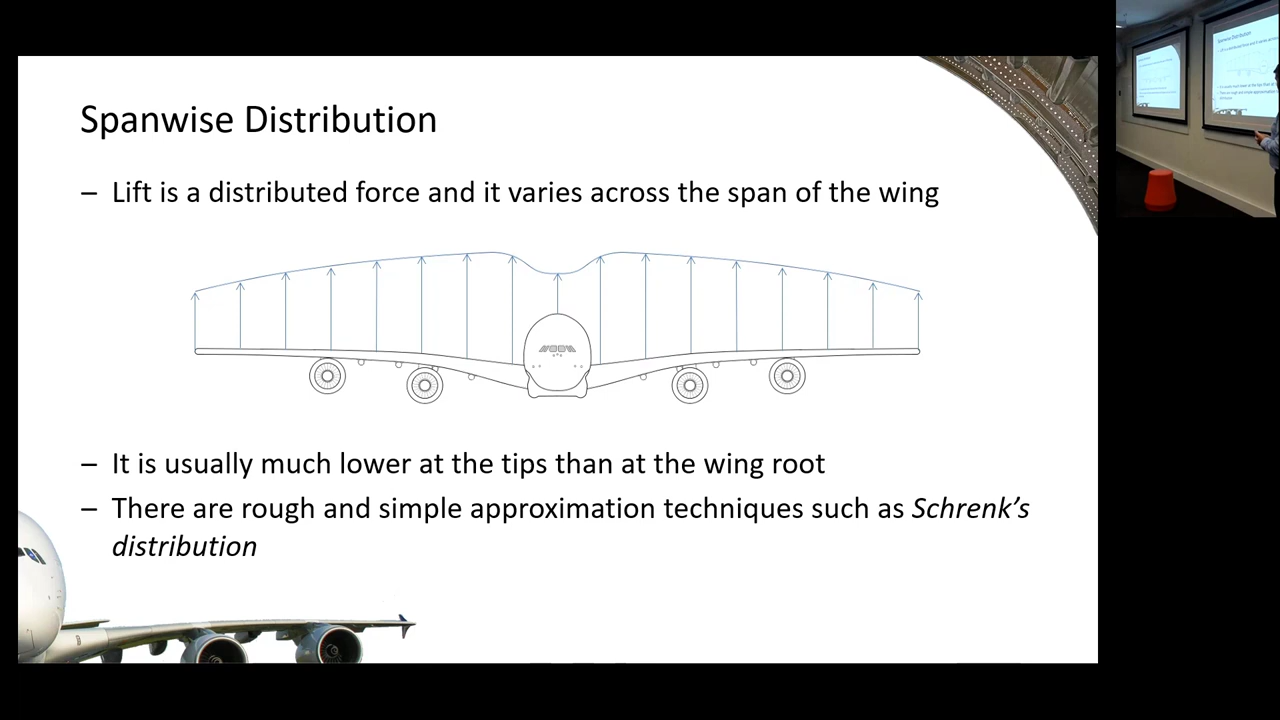 Spanwise Distribution
– Lift is a distributed force and it varies across the span of the wing
– It is usually much lower at the tips than at the wing root
– There are rough and simple approximation techniques such as Schrenk’s
distribution
Spanwise Distribution